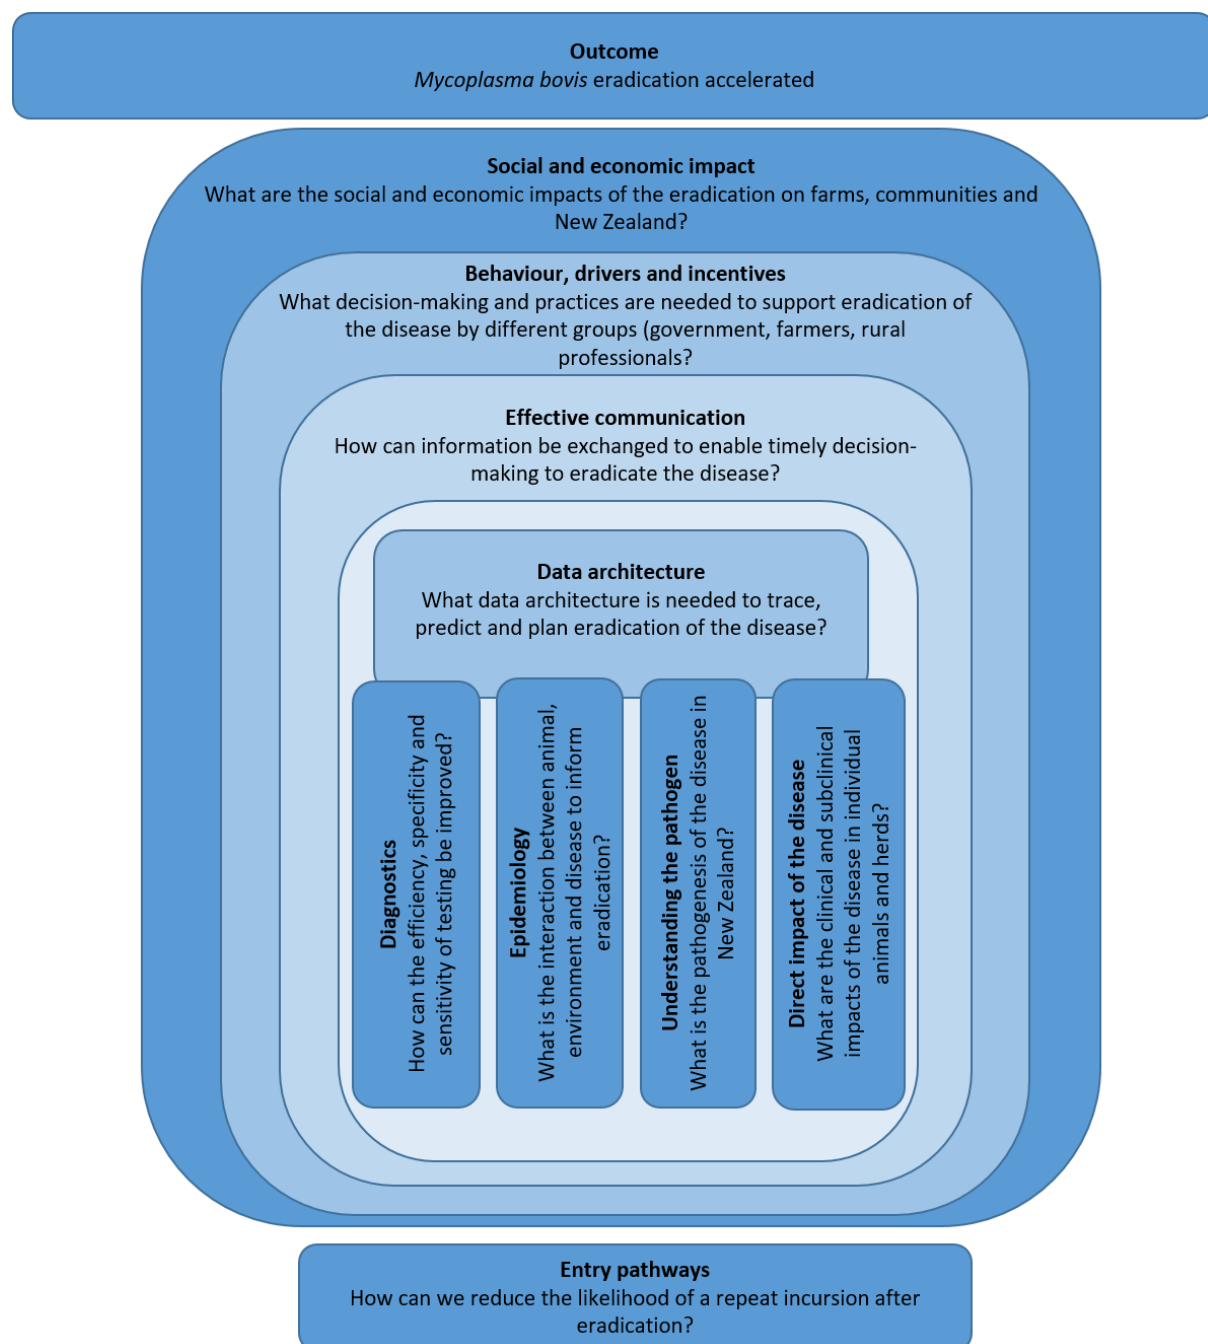 Outcome
Mycoplasma bovis eradication accelerated
Social and economic impact
What are the social and economic impacts of the eradication on farms, communities and
New Zealand?
Behaviour, drivers and incentives
What decision-making and practices are needed to support eradication of
the disease by different groups (government, farmers, rural
professionals?
Effective communication
How can information be exchanged to enable timely decision-
making to eradicate the disease?
Data architecture
What data architecture is needed to trace,
predict and plan eradication of the disease?
Diagnostics
How can the efficiency, specificity and
sensitivity of testing be improved?
Epidemiology
What is the interaction between animal,
environment and disease to inform
eradication?
Understanding the pathogen
What is the pathogenesis of the disease in
New Zealand?
Direct impact of the disease
What are the clinical and subclinical
impacts of the disease in individual
animals and herds?
Entry pathways
How can we reduce the likelihood of a repeat incursion after
eradication?